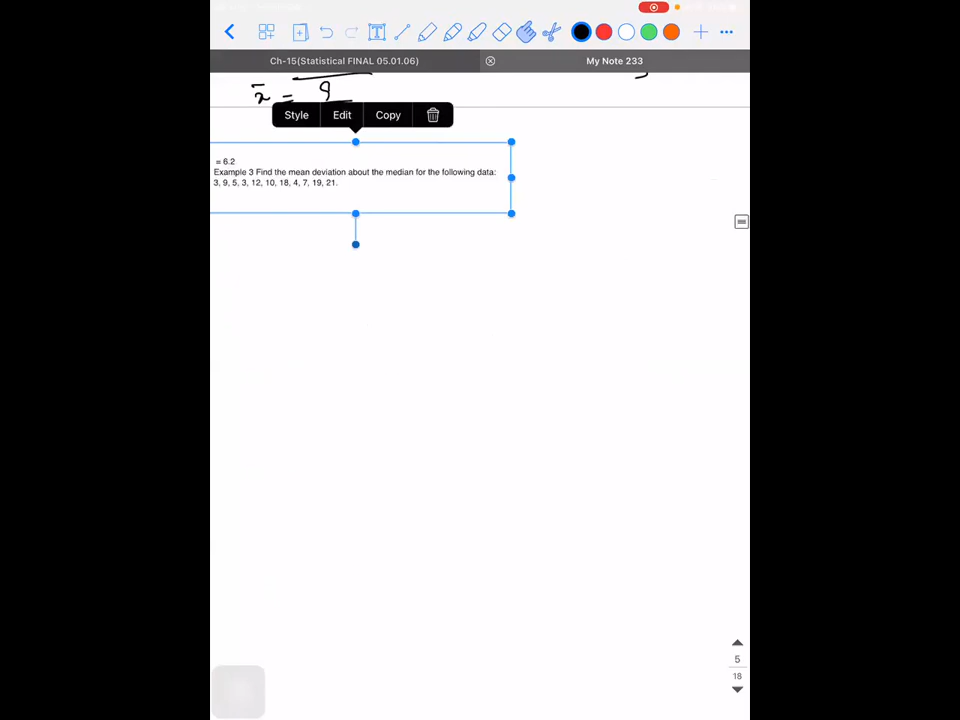 Ch-15(Statistical FINAL 05.01.06)
My Note 233
x̄ = 9
Style Edit Copy
= 6.2
Example 3 Find the mean deviation about the median for the following data:
3, 9, 5, 3, 12, 10, 18, 4, 7, 19, 21.
5
18